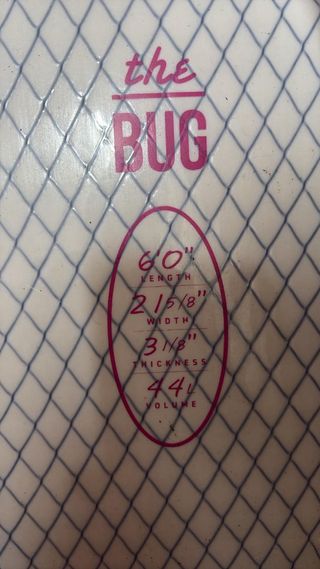 the
BUG
6'0"
LENGTH
21 5/8"
WIDTH
3 1/8"
THICKNESS
44L
VOLUME